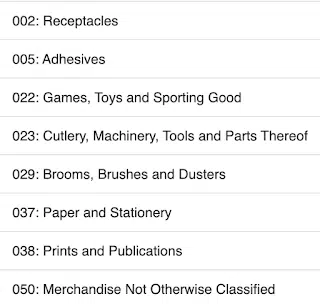 002: Receptacles
005: Adhesives
022: Games, Toys and Sporting Good
023: Cutlery, Machinery, Tools and Parts Thereof
029: Brooms, Brushes and Dusters
037: Paper and Stationery
038: Prints and Publications
050: Merchandise Not Otherwise Classified